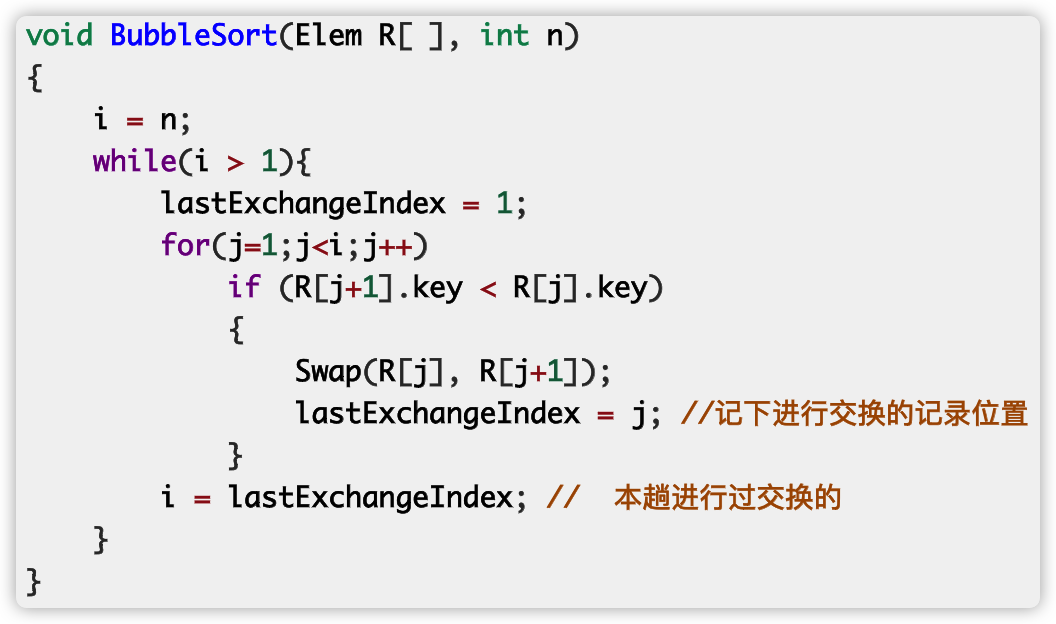 void BubbleSort(Elem R[ ], int n)
{
    i = n;
    while(i > 1){
        lastExchangeIndex = 1;
        for(j=1;j<i;j++)
            if (R[j+1].key < R[j].key)
            {
                Swap(R[j], R[j+1]);
                lastExchangeIndex = j; //记下进行交换的记录位置
            }
        i = lastExchangeIndex; //  本趟进行过交换的
    }
}